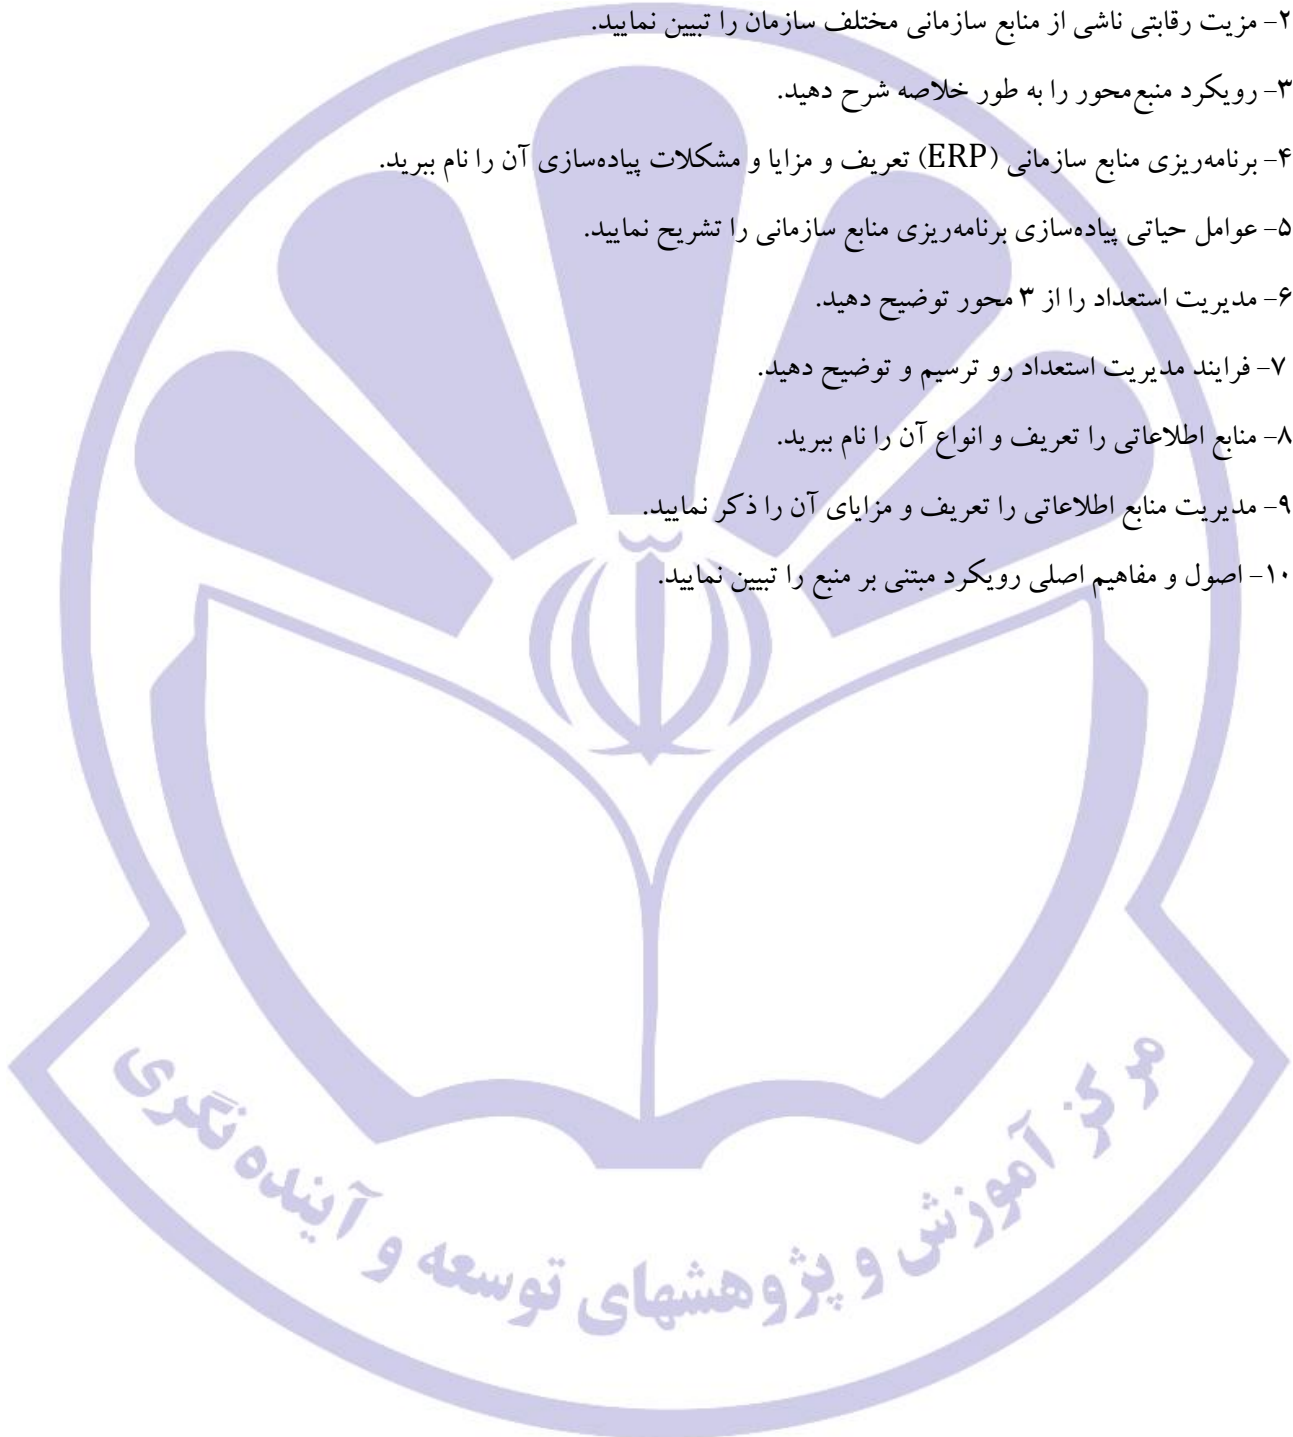 ۲- مزیت رقابتی ناشی از منابع سازمانی مختلف سازمان را تبیین نمایید.
۳- رویکرد منبع‌محور را به طور خلاصه شرح دهید.
۴- برنامه‌ریزی منابع سازمانی (ERP) تعریف و مزایا و مشکلات پیاده‌سازی آن را نام ببرید.
۵- عوامل حیاتی پیاده‌سازی برنامه‌ریزی منابع سازمانی را تشریح نمایید.
۶- مدیریت استعداد را از ۳ محور توضیح دهید.
۷- فرایند مدیریت استعداد رو ترسیم و توضیح دهید.
۸- منابع اطلاعاتی را تعریف و انواع آن را نام ببرید.
۹- مدیریت منابع اطلاعاتی را تعریف و مزایای آن را ذکر نمایید.
۱۰- اصول و مفاهیم اصلی رویکرد مبتنی بر منبع را تبیین نمایید.
مرکز آموزش و پژوهشهای توسعه و آینده نگری